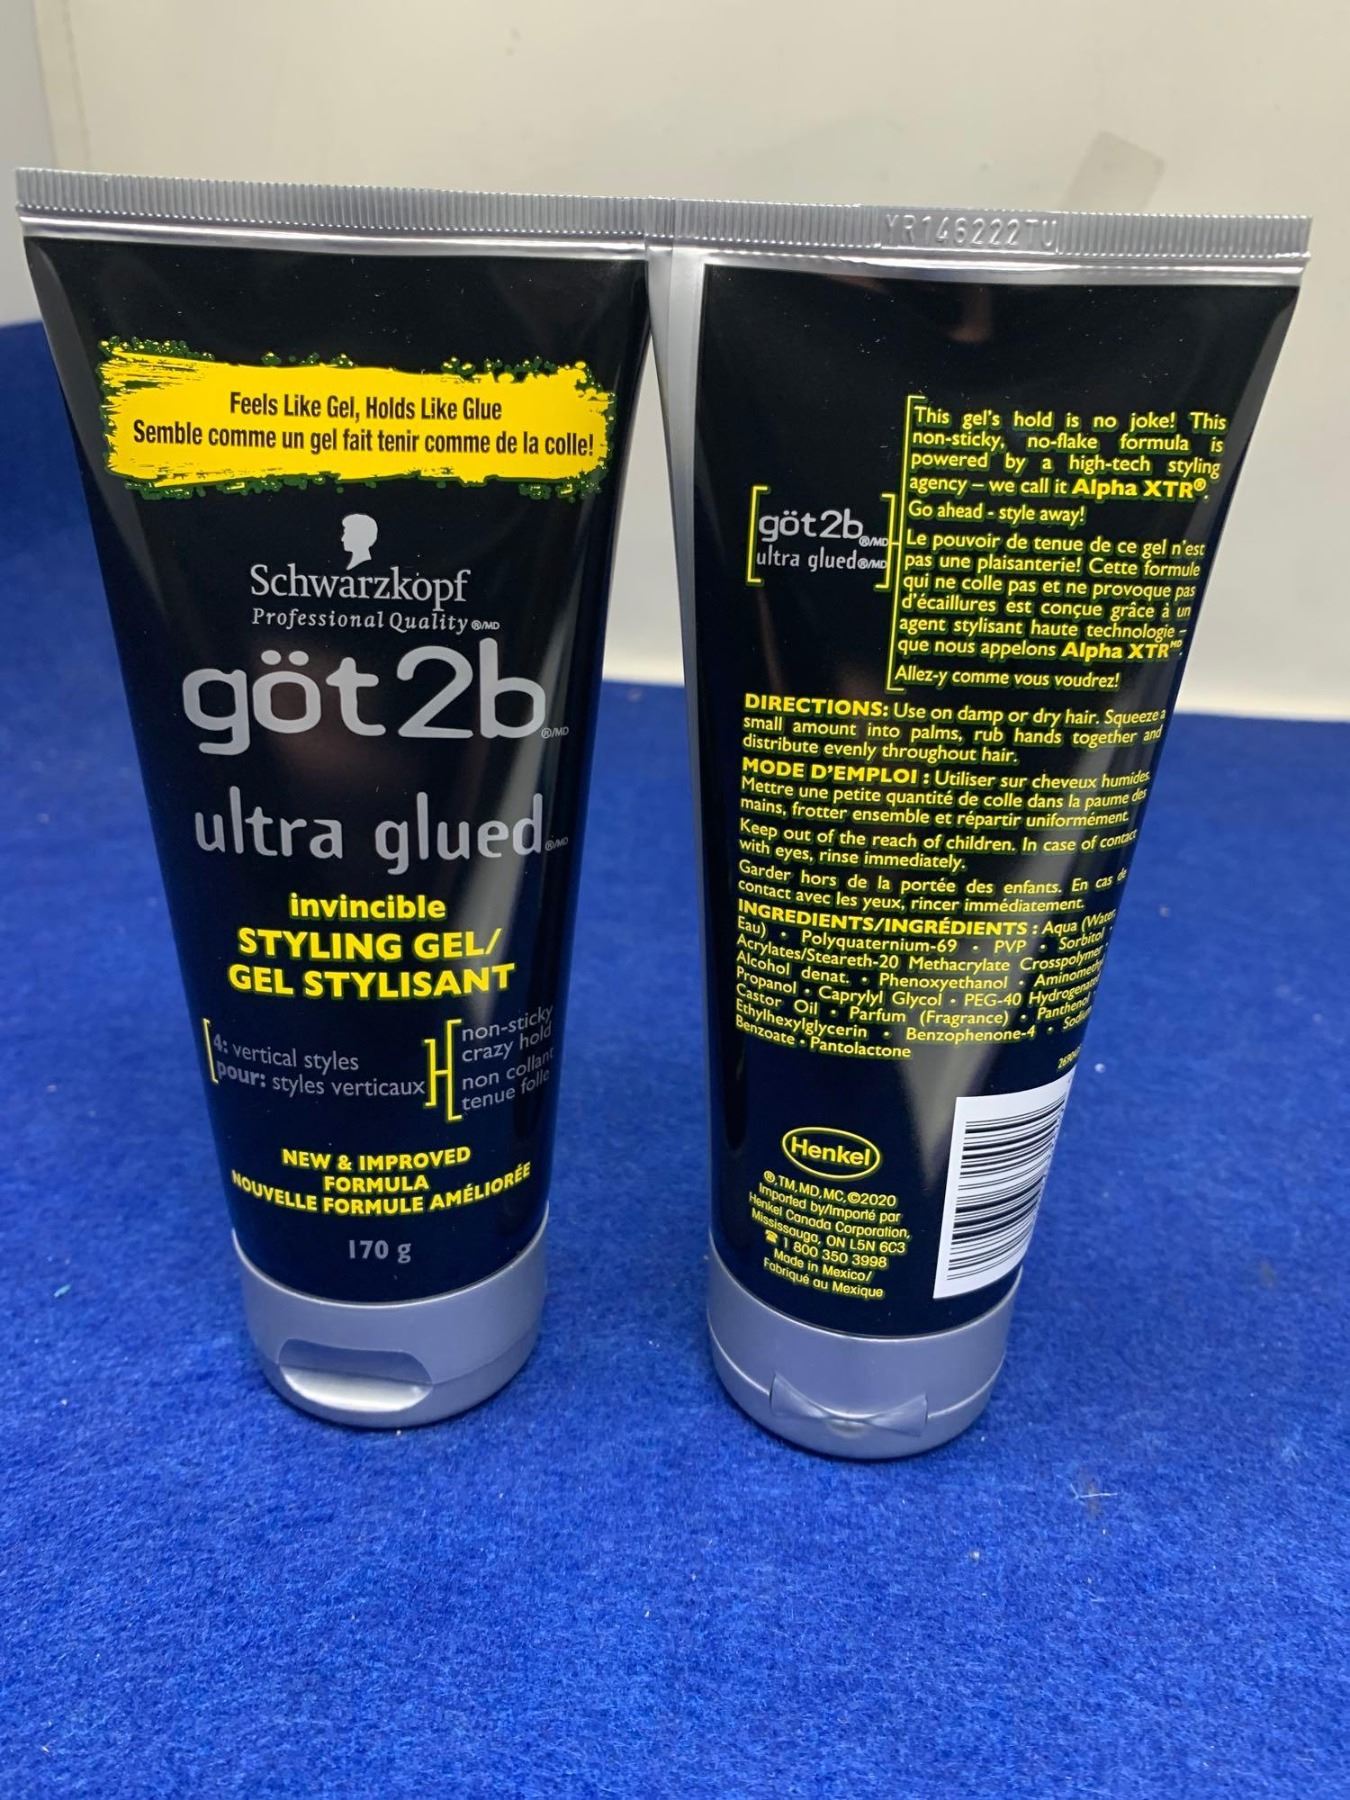 Feels Like Gel, Holds Like Glue
Semble comme un gel fait tenir comme de la colle!
Schwarzkopf
Professional Quality ®/MD
göt2b ®/MD
ultra glued ®/MD
invincible
STYLING GEL/
GEL STYLISANT
4: vertical styles
pour: styles verticaux
non-sticky
crazy hold
non collant
tenue folle
NEW & IMPROVED
FORMULA
NOUVELLE FORMULE AMÉLIORÉE
170 g
YR146222TU
göt2b ®/MD
ultra glued ®/MD
This gel's hold is no joke! This
non-sticky, no-flake formula is
powered by a high-tech styling
agency – we call it Alpha XTR®.
Go ahead - style away!
Le pouvoir de tenue de ce gel n'est
pas une plaisanterie! Cette formule
qui ne colle pas et ne provoque pas
d'écaillures est conçue grâce à un
agent stylisant haute technologie –
que nous appelons Alpha XTR MD.
Allez-y comme vous voudrez!
DIRECTIONS: Use on damp or dry hair. Squeeze a
small amount into palms, rub hands together and
distribute evenly throughout hair.
MODE D'EMPLOI : Utiliser sur cheveux humides.
Mettre une petite quantité de colle dans la paume des
mains, frotter ensemble et répartir uniformément.
Keep out of the reach of children. In case of contact
with eyes, rinse immediately.
Garder hors de la portée des enfants. En cas de
contact avec les yeux, rincer immédiatement.
INGREDIENTS/INGRÉDIENTS : Aqua (Water,
Eau) • Polyquaternium-69 • PVP • Sorbitol •
Acrylates/Steareth-20 Methacrylate Crosspolymer •
Alcohol denat. • Phenoxyethanol • Aminomethyl
Propanol • Caprylyl Glycol • PEG-40 Hydrogenated
Castor Oil • Parfum (Fragrance) • Panthenol •
Ethylhexylglycerin • Benzophenone-4 • Sodium
Benzoate • Pantolactone
Henkel
®,TM,MD,MC,©2020
Imported by/Importé par
Henkel Canada Corporation,
Mississauga, ON L5N 6C3
☎ 1 800 350 3998
Made in Mexico/
Fabriqué au Mexique